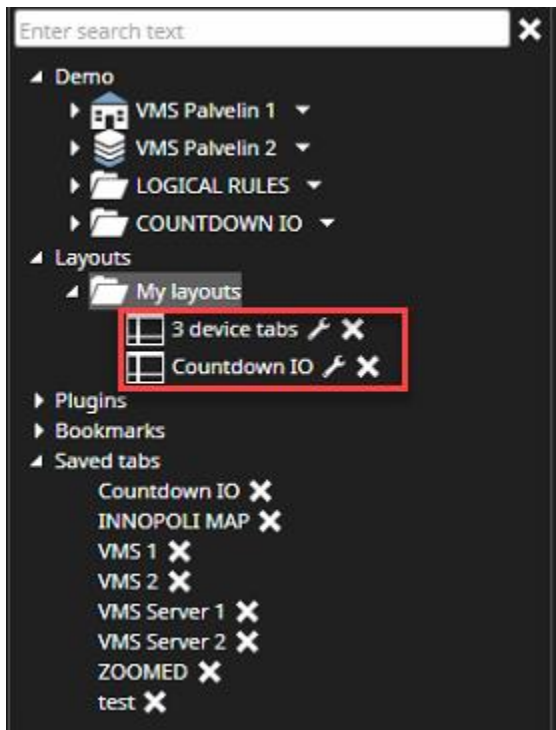 Enter search text
Demo
VMS Palvelin 1
VMS Palvelin 2
LOGICAL RULES
COUNTDOWN IO
Layouts
My layouts
3 device tabs
Countdown IO
Plugins
Bookmarks
Saved tabs
Countdown IO
INNOPOLI MAP
VMS 1
VMS 2
VMS Server 1
VMS Server 2
ZOOMED
test